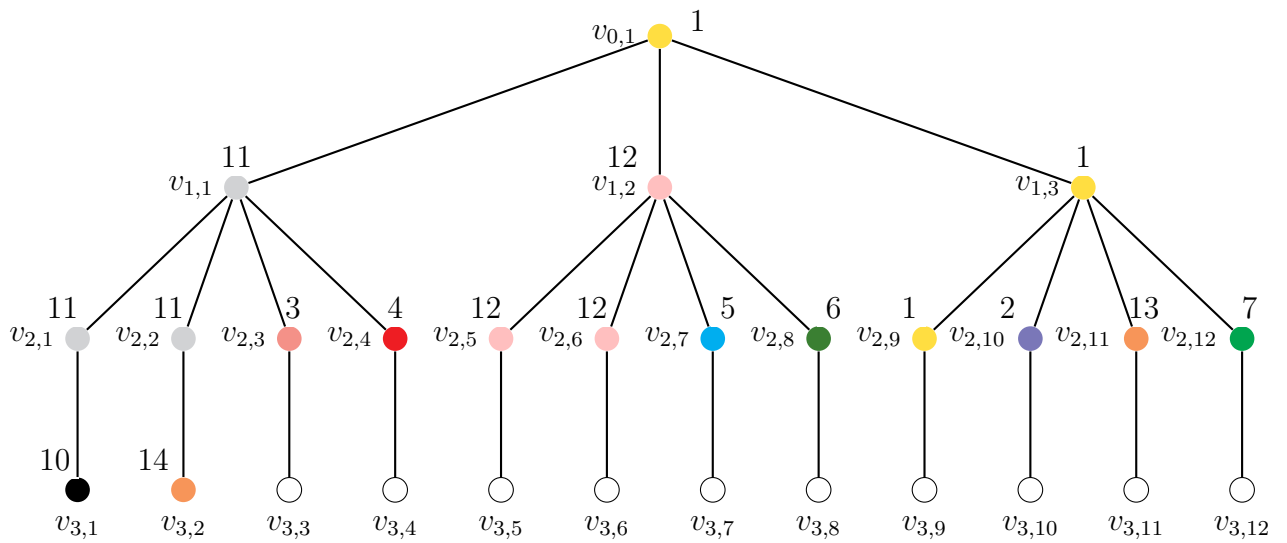 v0,1 1
11 12 1
v1,1 v1,2 v1,3
11 11 3 4 12 12 5 6 1 2 13 7
v2,1 v2,2 v2,3 v2,4 v2,5 v2,6 v2,7 v2,8 v2,9 v2,10 v2,11 v2,12
10 14
v3,1 v3,2 v3,3 v3,4 v3,5 v3,6 v3,7 v3,8 v3,9 v3,10 v3,11 v3,12